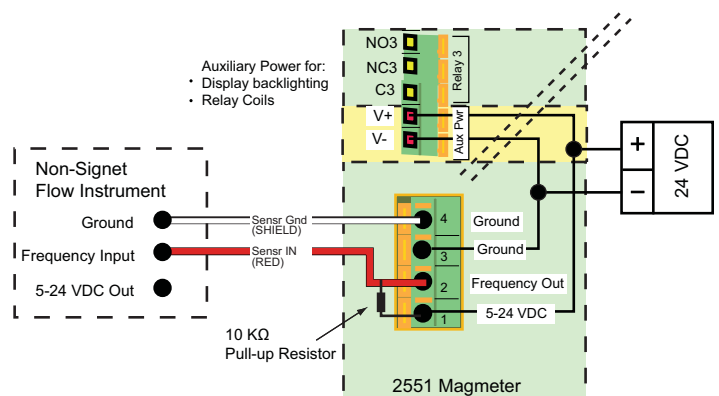 NO3
NC3
C3
V+
V-
Relay 3
Aux Pwr
Auxiliary Power for:
• Display backlighting
• Relay Coils
+
−
24 VDC
Non-Signet
Flow Instrument
Ground
Frequency Input
5-24 VDC Out
Sensr Gnd
(SHIELD)
Sensr IN
(RED)
4
Ground
3
Ground
2
Frequency Out
1
5-24 VDC
10 KΩ
Pull-up Resistor
2551 Magmeter